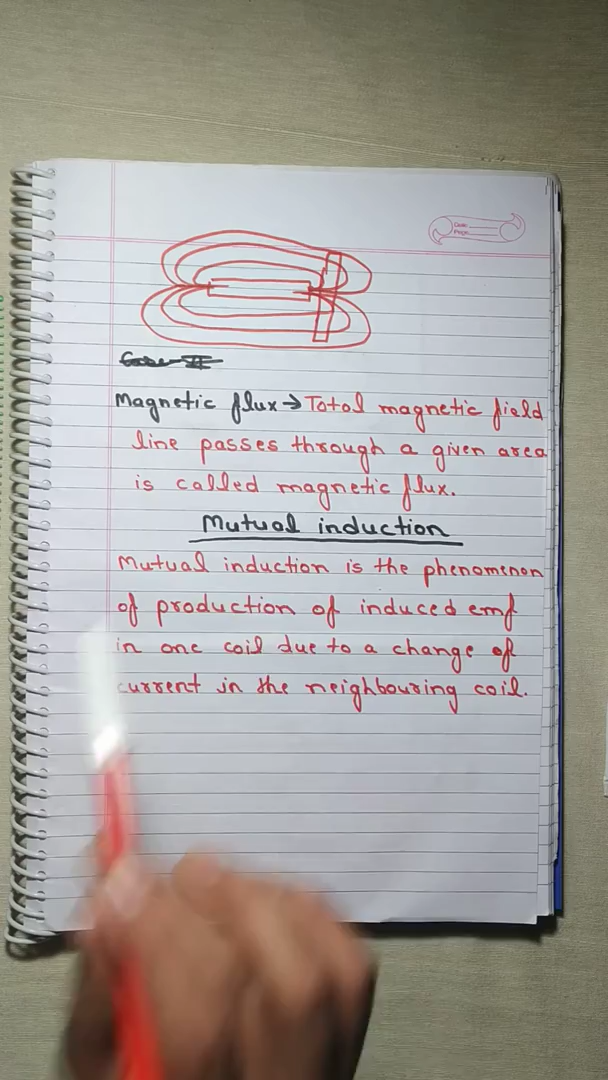 Date
Page
Magnetic flux → Total magnetic field
line passes through a given area
is called magnetic flux.
Mutual induction
Mutual induction is the phenomenon
of production of induced emf
in one coil due to a change of
current in the neighbouring coil.